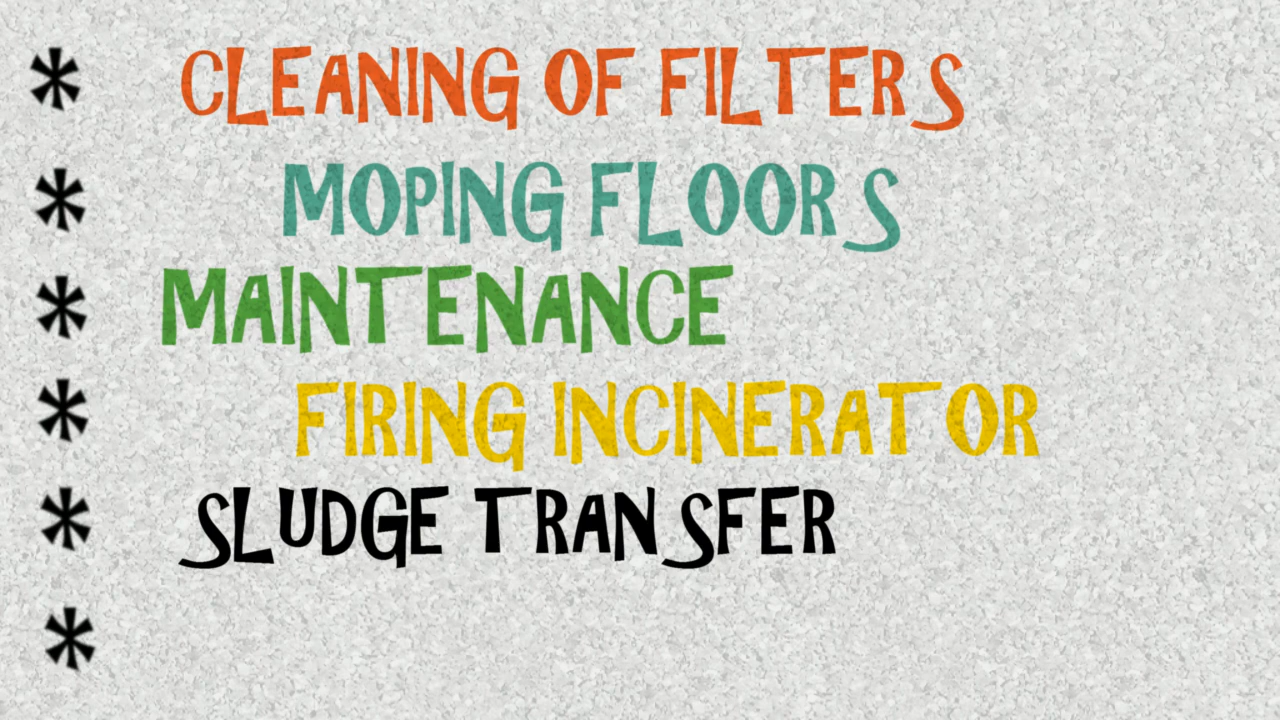 * CLEANING OF FILTERS
* MOPING FLOORS
* MAINTENANCE
* FIRING INCINERATOR
* SLUDGE TRANSFER
*